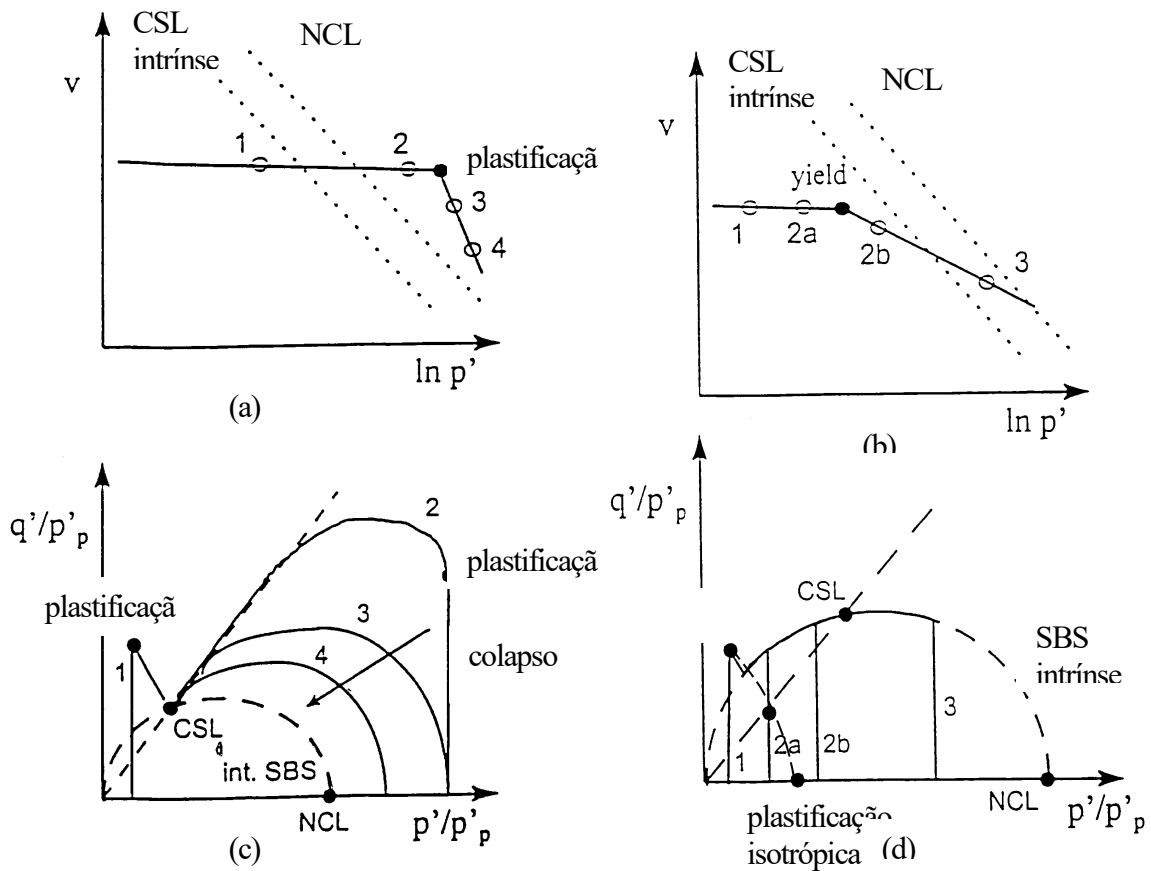 CSL
intrínse
NCL
v
1
2
plastificaçã
3
4
ln p'
(a)
CSL
intrínse
NCL
v
yield
1
2a
2b
3
ln p'
(b)
q'/p'p
2
plastificaçã
plastificaçã
3
1
4
colapso
CSL
int. SBS
NCL
p'/p'p
(c)
q'/p'p
CSL
SBS
intrínse
1
2a
2b
3
NCL
p'/p'p
plastificação
isotrópica
(d)